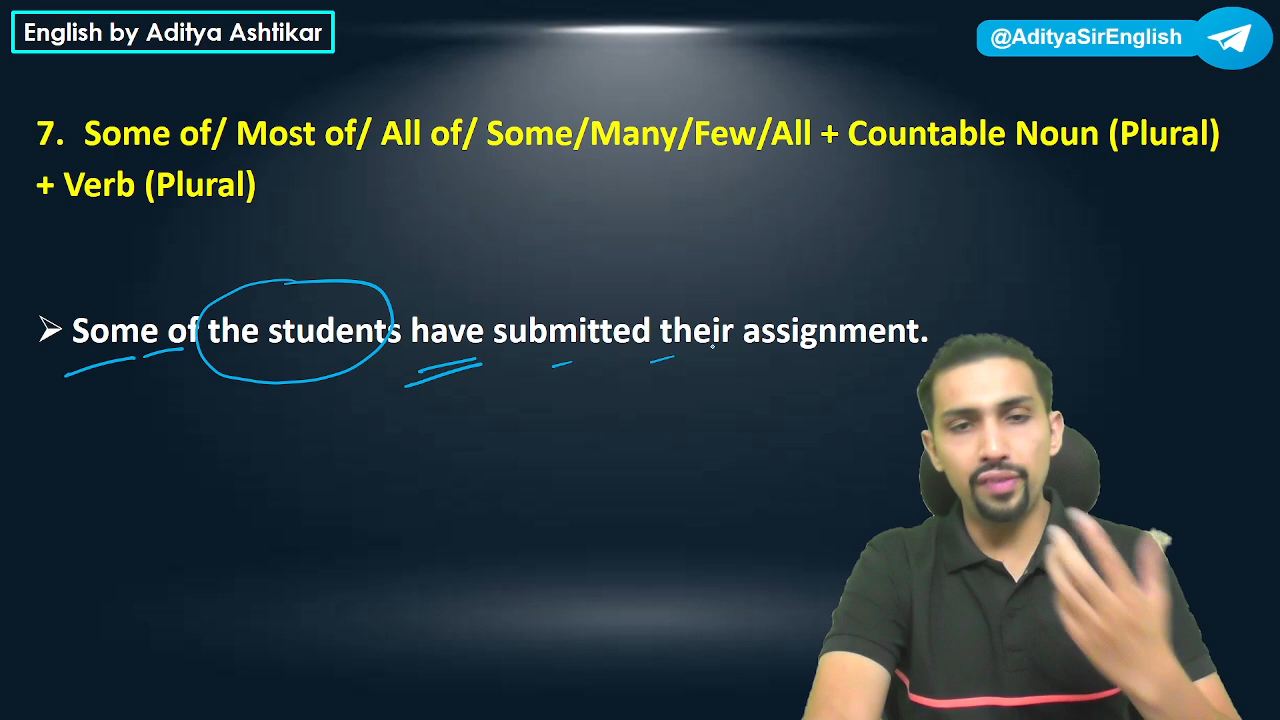 English by Aditya Ashtikar
@AdityaSirEnglish
7. Some of/ Most of/ All of/ Some/Many/Few/All + Countable Noun (Plural)
+ Verb (Plural)
➢ Some of the students have submitted their assignment.